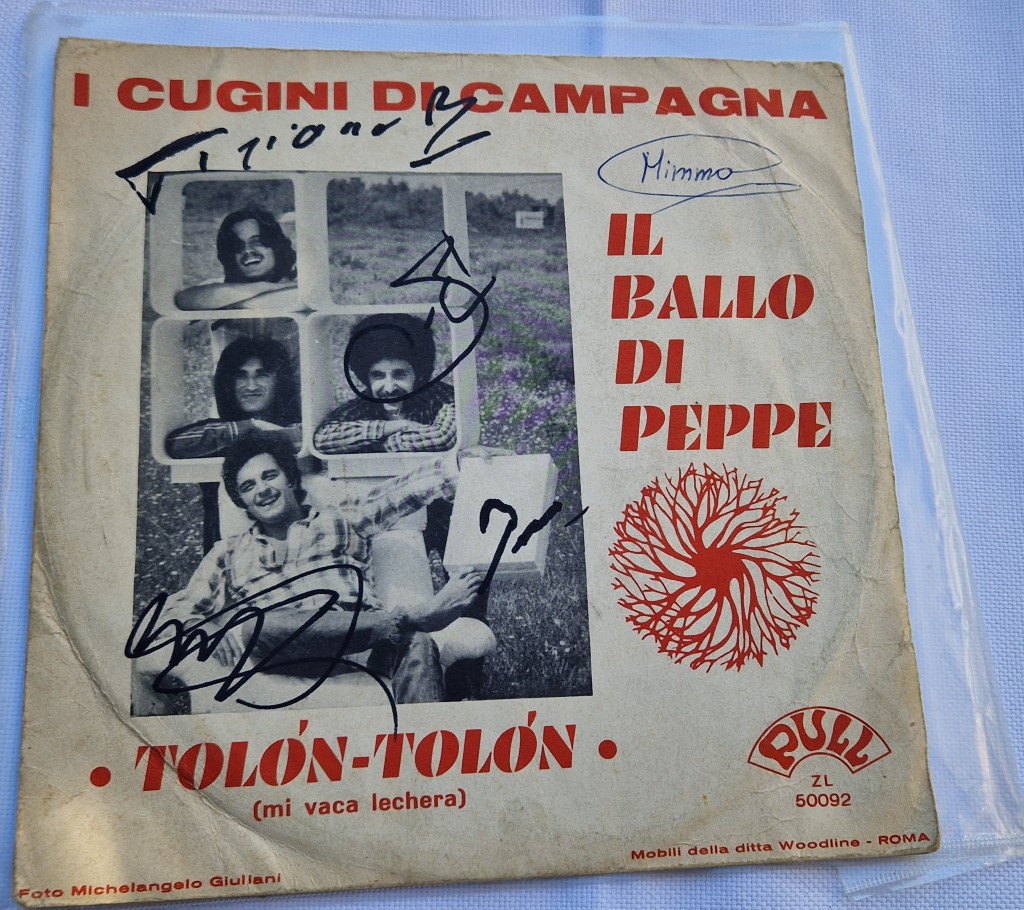 I CUGINI DI CAMPAGNA
Mimmo
IL
BALLO
DI
PEPPE
• TOLÓN-TOLÓN •
(mi vaca lechera)
PULL
ZL
50092
Mobili della ditta Woodline - ROMA
Foto Michelangelo Giuliani